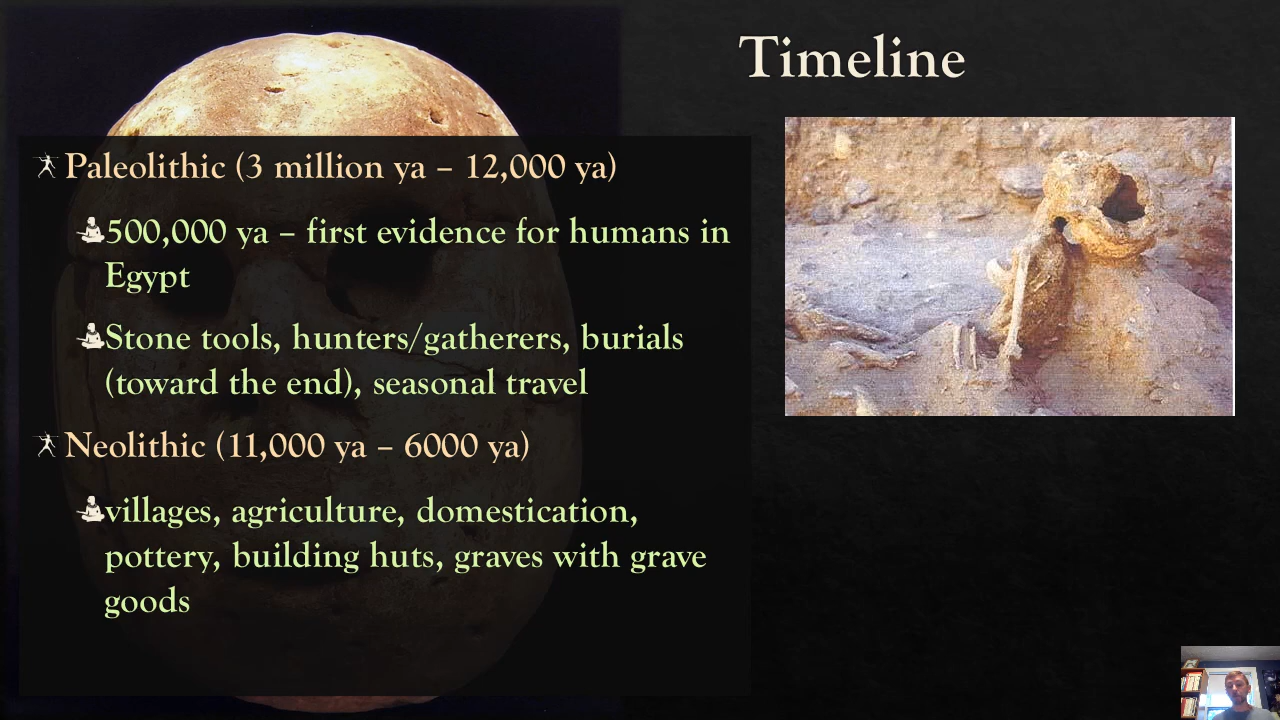 Timeline
Paleolithic (3 million ya – 12,000 ya)
500,000 ya – first evidence for humans in
Egypt
Stone tools, hunters/gatherers, burials
(toward the end), seasonal travel
Neolithic (11,000 ya – 6000 ya)
villages, agriculture, domestication,
pottery, building huts, graves with grave
goods